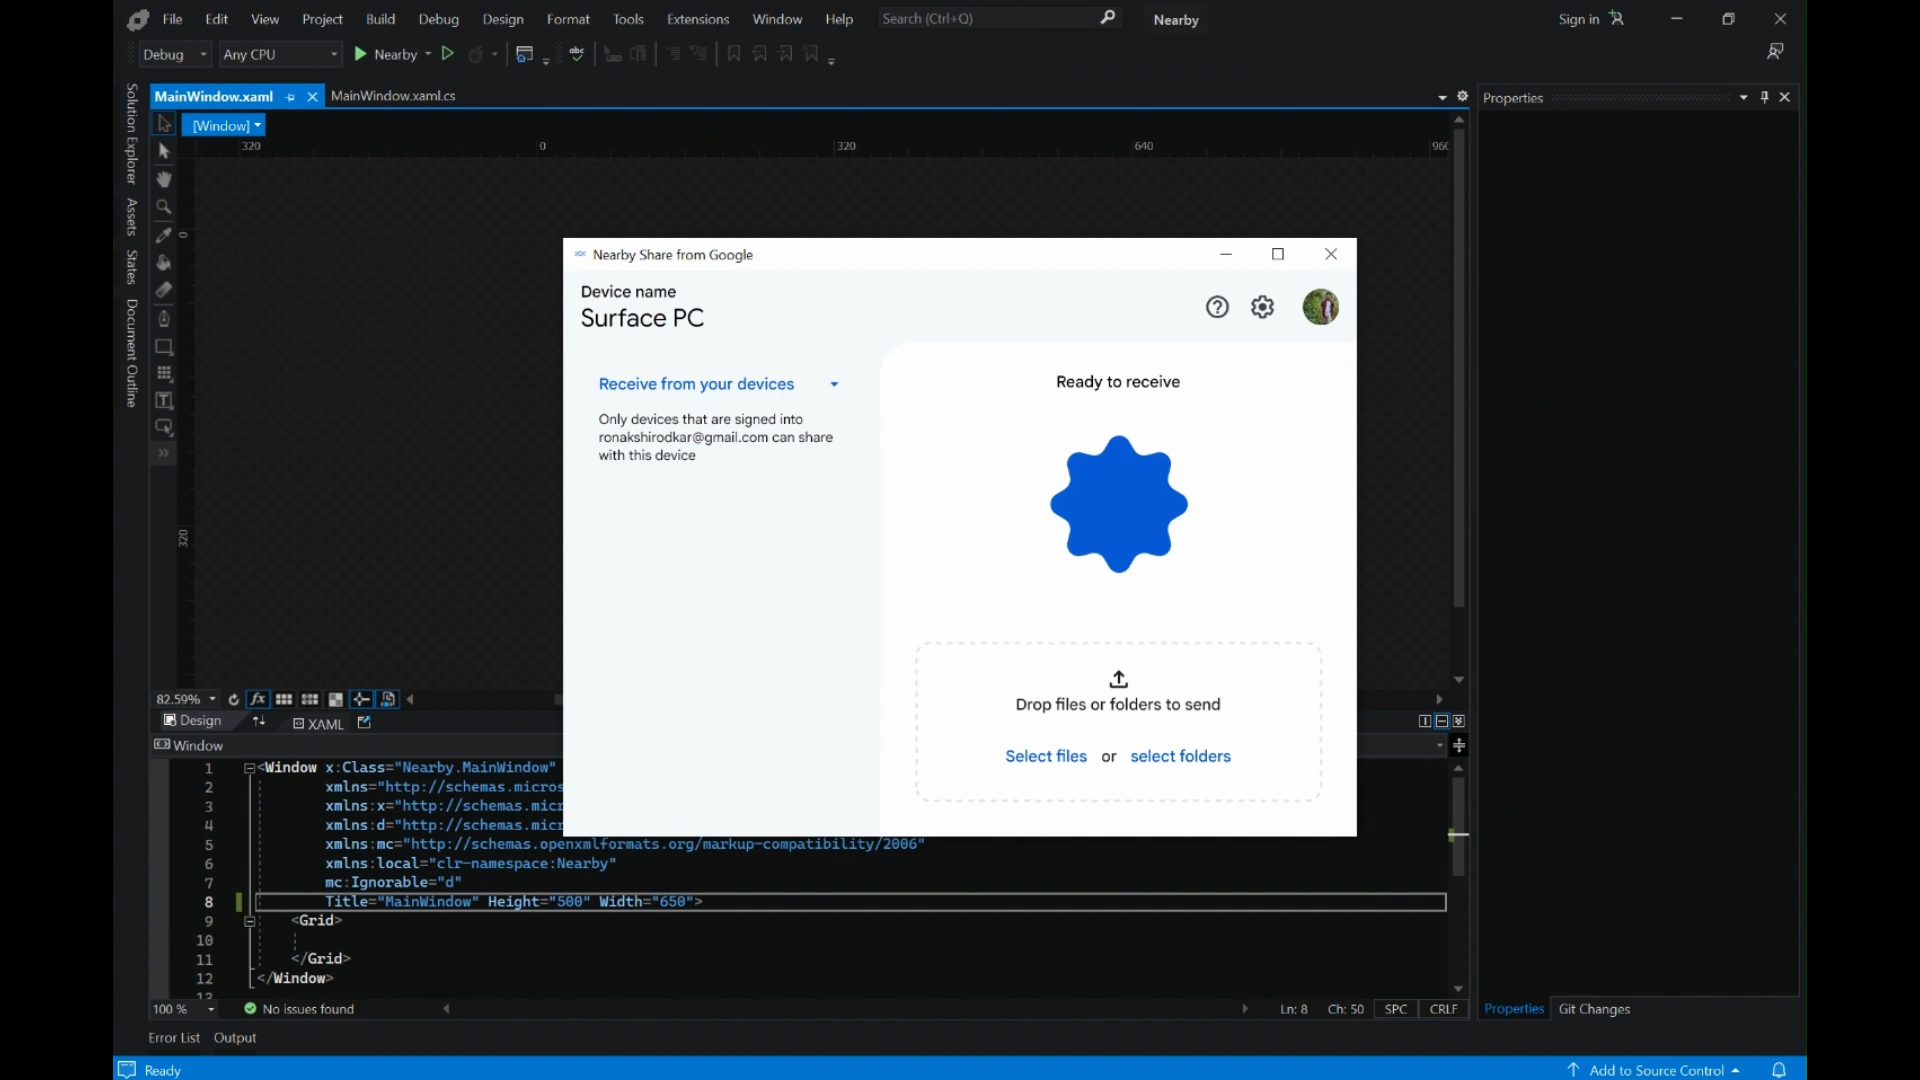 File Edit View Project Build Debug Design Format Tools Extensions Window Help Search (Ctrl+Q) Nearby Sign in
Debug Any CPU Nearby
MainWindow.xaml MainWindow.xaml.cs
Properties
Solution Explorer
Assets
States
Document Outline
[Window]
320 0 320 640 960
0
320
Nearby Share from Google
Device name
Surface PC
Receive from your devices
Only devices that are signed into
ronakshirodkar@gmail.com can share
with this device
Ready to receive
Drop files or folders to send
Select files or select folders
82.59%
Design XAML
Window
1 <Window x:Class="Nearby.MainWindow"
2 xmlns="http://schemas.micros
3 xmlns:x="http://schemas.micr
4 xmlns:d="http://schemas.micr
5 xmlns:mc="http://schemas.openxmlformats.org/markup-compatibility/2006"
6 xmlns:local="clr-namespace:Nearby"
7 mc:Ignorable="d"
8 Title="MainWindow" Height="500" Width="650">
9 <Grid>
10
11 </Grid>
12 </Window>
13
100 % No issues found Ln: 8 Ch: 50 SPC CRLF
Properties Git Changes
Error List Output
Ready Add to Source Control